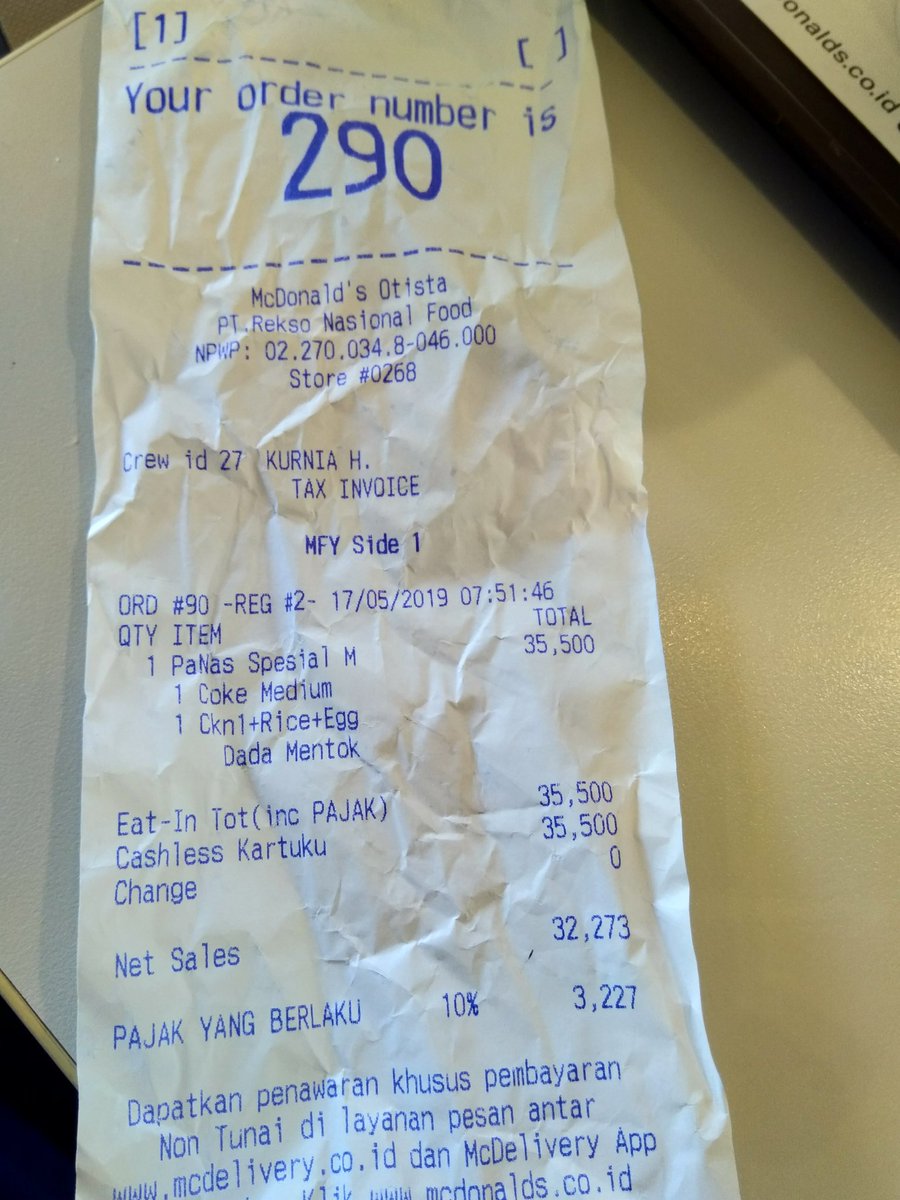 onalds.co.id
[1] [ ]
Your order number is
290
McDonald's Otista
PT.Rekso Nasional Food
NPWP: 02.270.034.8-046.000
Store #0268
Crew id 27 KURNIA H.
TAX INVOICE
MFY Side 1
ORD #90 -REG #2- 17/05/2019 07:51:46
QTY ITEM TOTAL
1 PaNas Spesial M 35,500
1 Coke Medium
1 Ckn1+Rice+Egg
Dada Mentok
Eat-In Tot(inc PAJAK) 35,500
Cashless Kartuku 35,500
Change 0
Net Sales 32,273
PAJAK YANG BERLAKU 10% 3,227
Dapatkan penawaran khusus pembayaran
Non Tunai di layanan pesan antar
www.mcdelivery.co.id dan McDelivery App
Klik www.mcdonalds.co.id